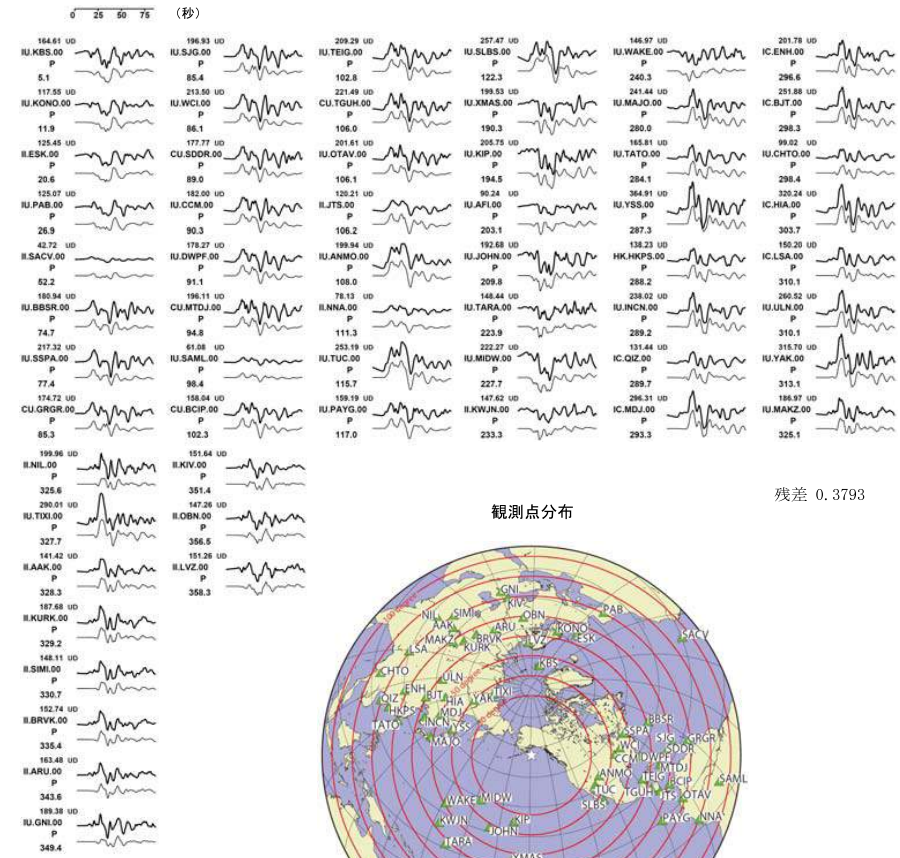 0 25 50 75 (秒)
164.61 UD
IU.KBS.00
P
5.1
117.55 UD
IU.KONO.00
P
11.9
125.45 UD
II.ESK.00
P
20.6
125.07 UD
IU.PAB.00
P
26.9
42.72 UD
II.SACV.00
P
52.2
180.94 UD
IU.BBSR.00
P
74.7
217.32 UD
IU.SSPA.00
P
77.4
174.72 UD
CU.GRGR.00
P
85.3
196.93 UD
IU.SJG.00
P
85.4
213.50 UD
IU.WCI.00
P
86.1
177.77 UD
CU.SDDR.00
P
89.0
182.00 UD
IU.CCM.00
P
90.3
178.27 UD
IU.DWPF.00
P
91.1
196.11 UD
CU.MTDJ.00
P
94.8
61.08 UD
IU.SAML.00
P
98.4
158.04 UD
CU.BCIP.00
P
102.3
209.29 UD
IU.TEIG.00
P
102.8
221.49 UD
CU.TGUH.00
P
106.0
201.61 UD
IU.OTAV.00
P
106.1
120.21 UD
II.JTS.00
P
106.2
199.94 UD
IU.ANMO.00
P
108.0
78.13 UD
II.NNA.00
P
111.3
253.19 UD
IU.TUC.00
P
115.7
159.19 UD
IU.PAYG.00
P
117.0
257.47 UD
IU.SLBS.00
P
122.3
199.53 UD
IU.XMAS.00
P
190.3
205.75 UD
IU.KIP.00
P
194.5
90.24 UD
IU.AFI.00
P
203.1
192.68 UD
IU.JOHN.00
P
209.8
148.44 UD
IU.TARA.00
P
223.9
222.27 UD
IU.MIDW.00
P
227.7
147.62 UD
II.KWJN.00
P
233.3
146.97 UD
IU.WAKE.00
P
240.3
241.44 UD
IU.MAJO.00
P
280.0
165.81 UD
IU.TATO.00
P
284.1
364.91 UD
IU.YSS.00
P
287.3
138.23 UD
HK.HKPS.00
P
288.2
238.02 UD
IU.INCN.00
P
289.2
131.44 UD
IC.QIZ.00
P
289.7
296.31 UD
IC.MDJ.00
P
293.3
201.78 UD
IC.ENH.00
P
296.6
251.88 UD
IC.BJT.00
P
298.3
99.02 UD
IU.CHTO.00
P
298.4
320.24 UD
IC.HIA.00
P
303.7
150.20 UD
IC.LSA.00
P
310.1
260.52 UD
IU.ULN.00
P
310.1
315.70 UD
IU.YAK.00
P
313.1
186.97 UD
IU.MAKZ.00
P
325.1
199.96 UD
II.NIL.00
P
325.6
290.01 UD
IU.TIXI.00
P
327.7
141.42 UD
II.AAK.00
P
328.3
187.68 UD
II.KURK.00
P
329.2
148.11 UD
II.SIMI.00
P
330.7
152.74 UD
II.BRVK.00
P
335.4
163.48 UD
II.ARU.00
P
343.6
189.38 UD
IU.GNI.00
P
349.4
151.64 UD
II.KIV.00
P
351.4
147.26 UD
II.OBN.00
P
356.5
151.26 UD
II.LVZ.00
P
358.3
残差 0.3793
観測点分布
GNI
KIV
NIL SIMI OBN PAB
AAK ARU KONO
MAKZ BRVK LVZ ESK SACV
LSA KURK
KBS
CHTO
ULN
ENH TIXI
QIZ BJT HIA YAK
HKPS MDJ
TATO INCN YSS
MAJO
BBSR
SSPA SJG GRGR
WCI SDDR
CCM DWPF
MTDJ
ANMO TEIG BCIP SAML
TUC TGUH JTS OTAV
SLBS
WAKE MIDW
KWJN KIP PAYG NNA
JOHN
TARA
XMAS